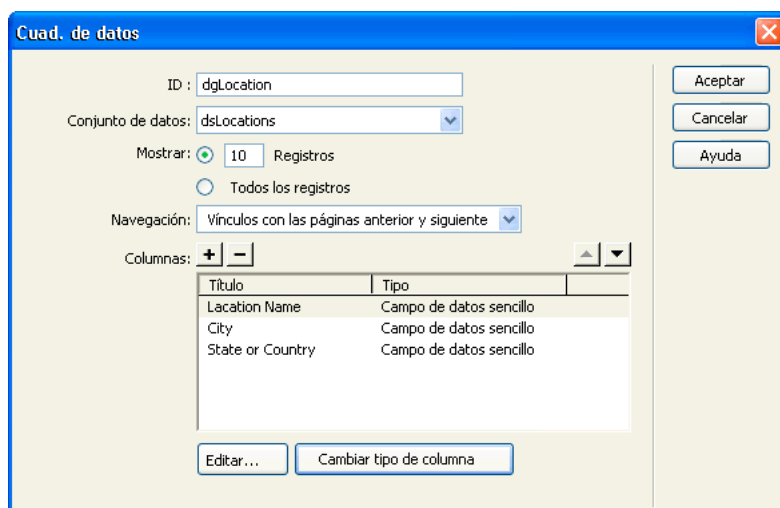 Cuad. de datos
ID : dgLocation
Conjunto de datos: dsLocations
Mostrar: 10 Registros
Todos los registros
Navegación: Vínculos con las páginas anterior y siguiente
Columnas: + −
Título Tipo
Lacation Name Campo de datos sencillo
City Campo de datos sencillo
State or Country Campo de datos sencillo
Editar... Cambiar tipo de columna
Aceptar
Cancelar
Ayuda